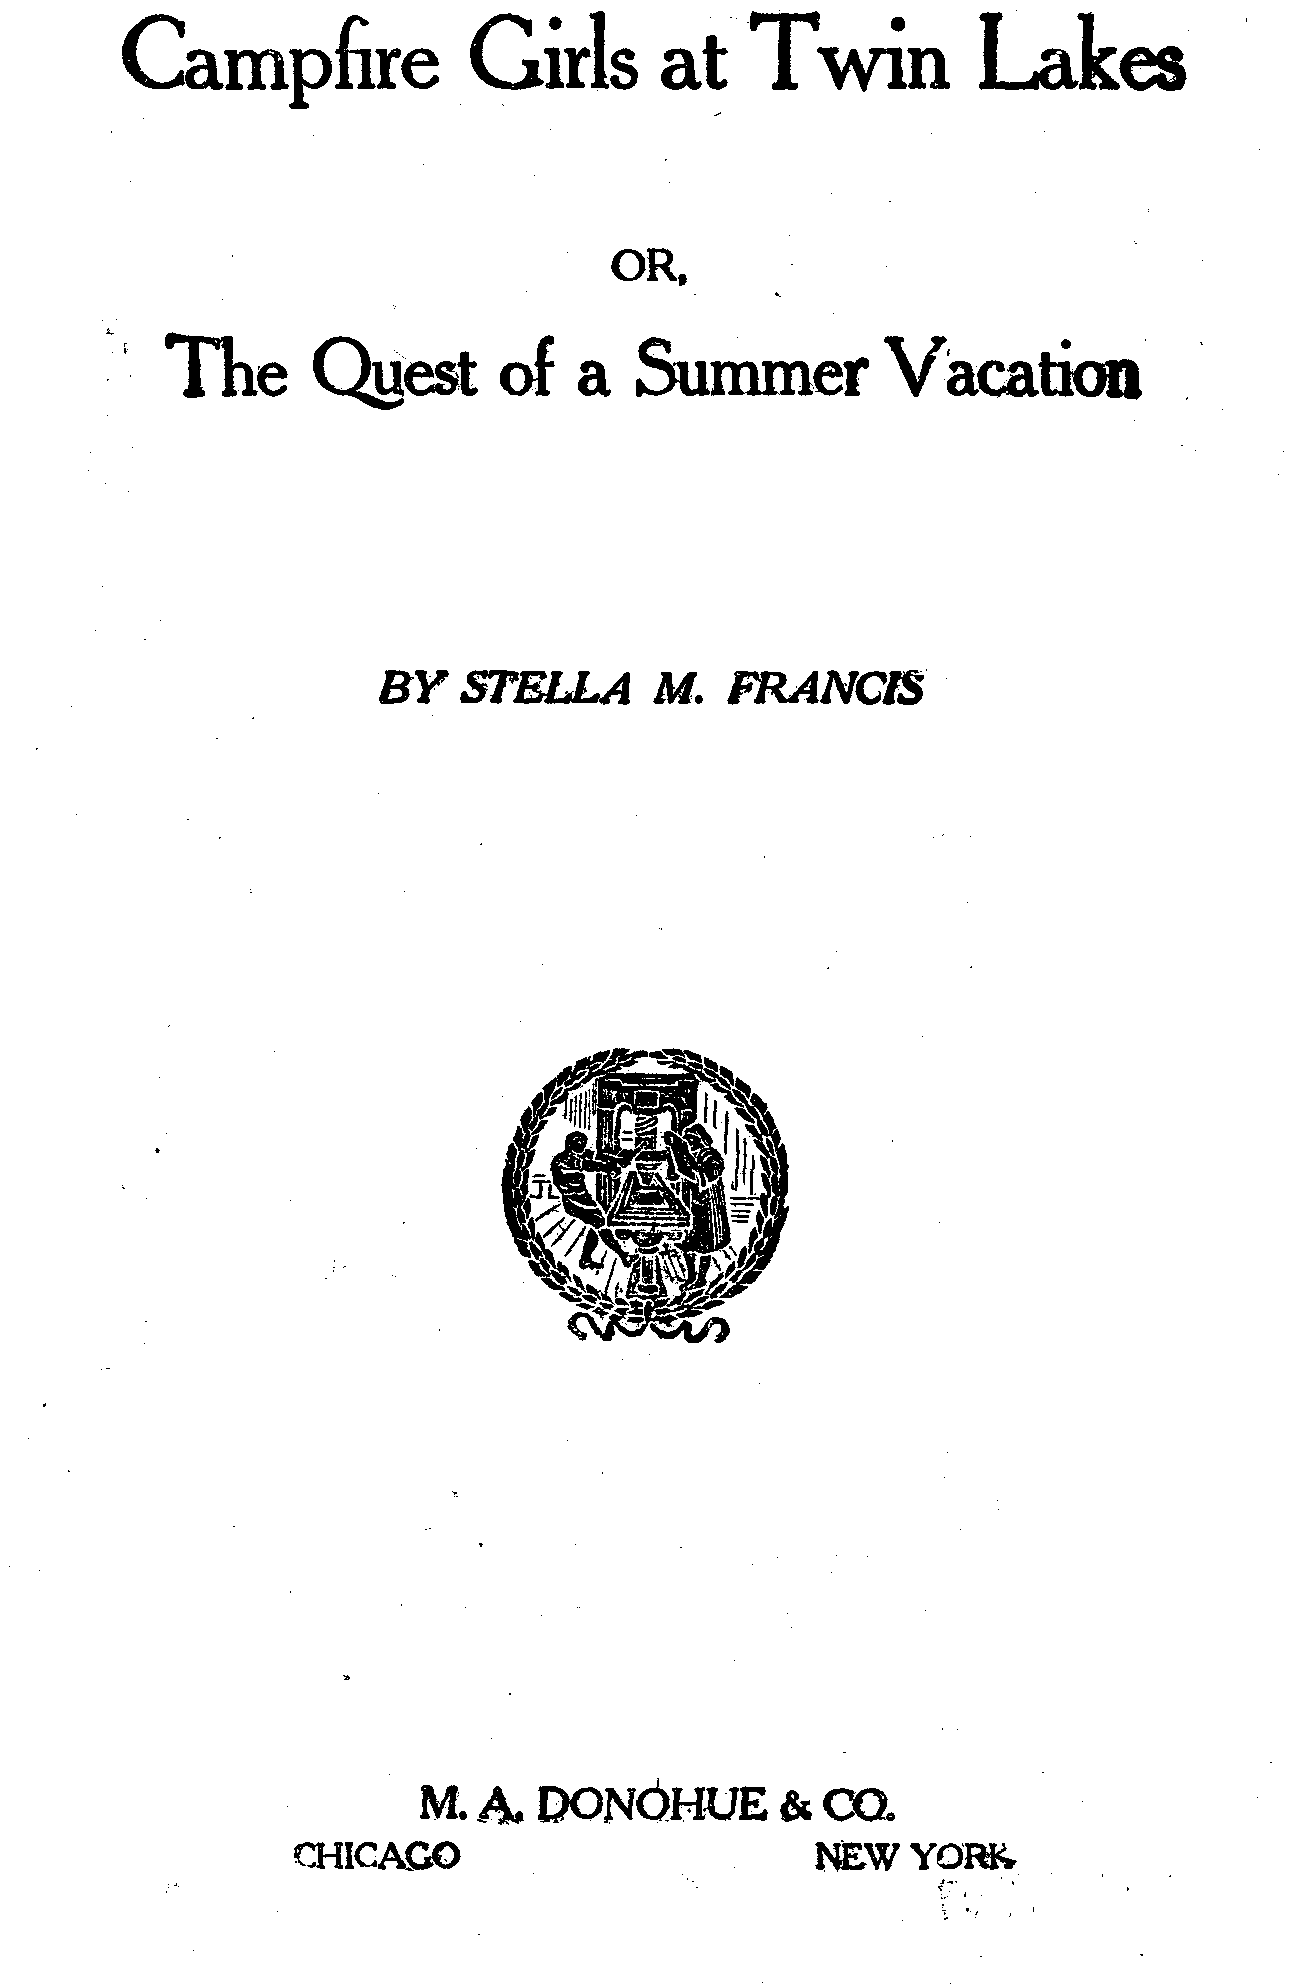 Campfire Girls at Twin Lakes
OR,
The Quest of a Summer Vacation
BY STELLA M. FRANCIS
JL
M. A. DONOHUE & CO.
CHICAGO NEW YORK